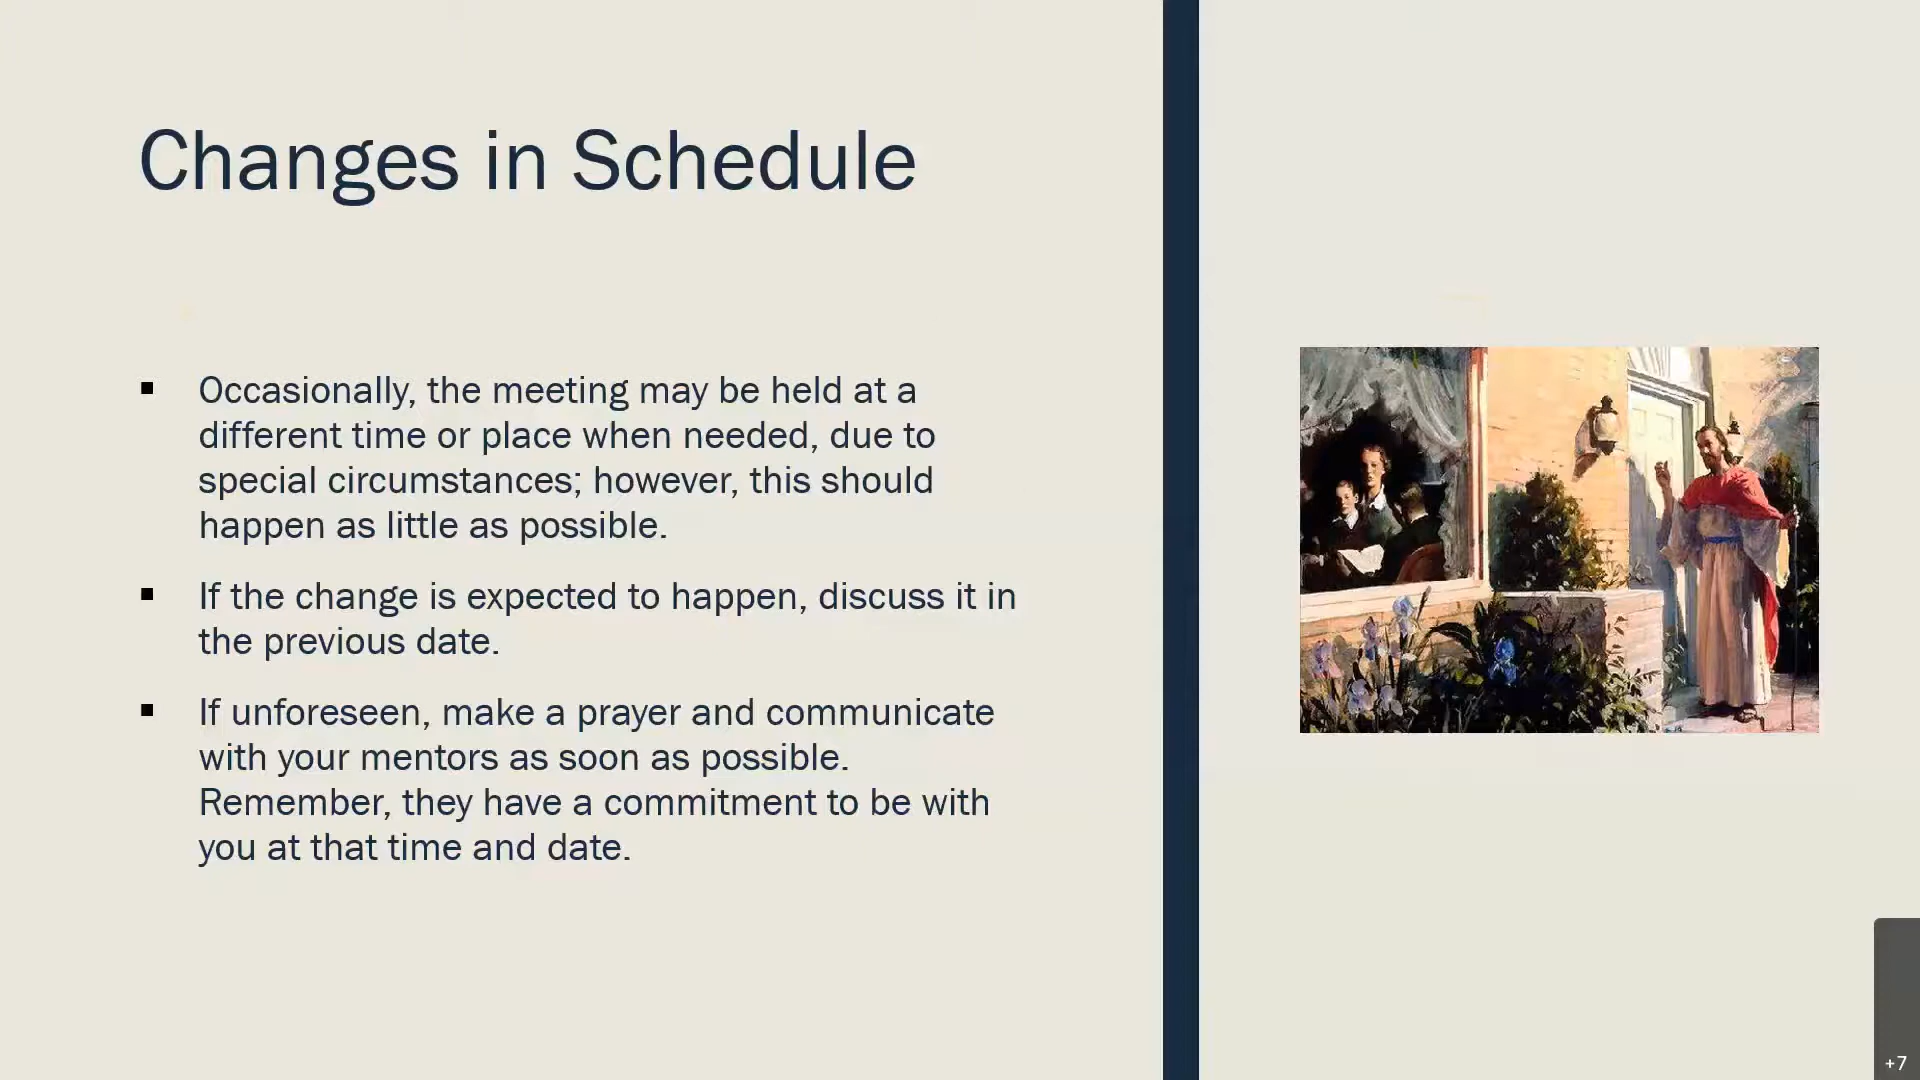 Changes in Schedule
▪ Occasionally, the meeting may be held at a
different time or place when needed, due to
special circumstances; however, this should
happen as little as possible.
▪ If the change is expected to happen, discuss it in
the previous date.
▪ If unforeseen, make a prayer and communicate
with your mentors as soon as possible.
Remember, they have a commitment to be with
you at that time and date.
+7